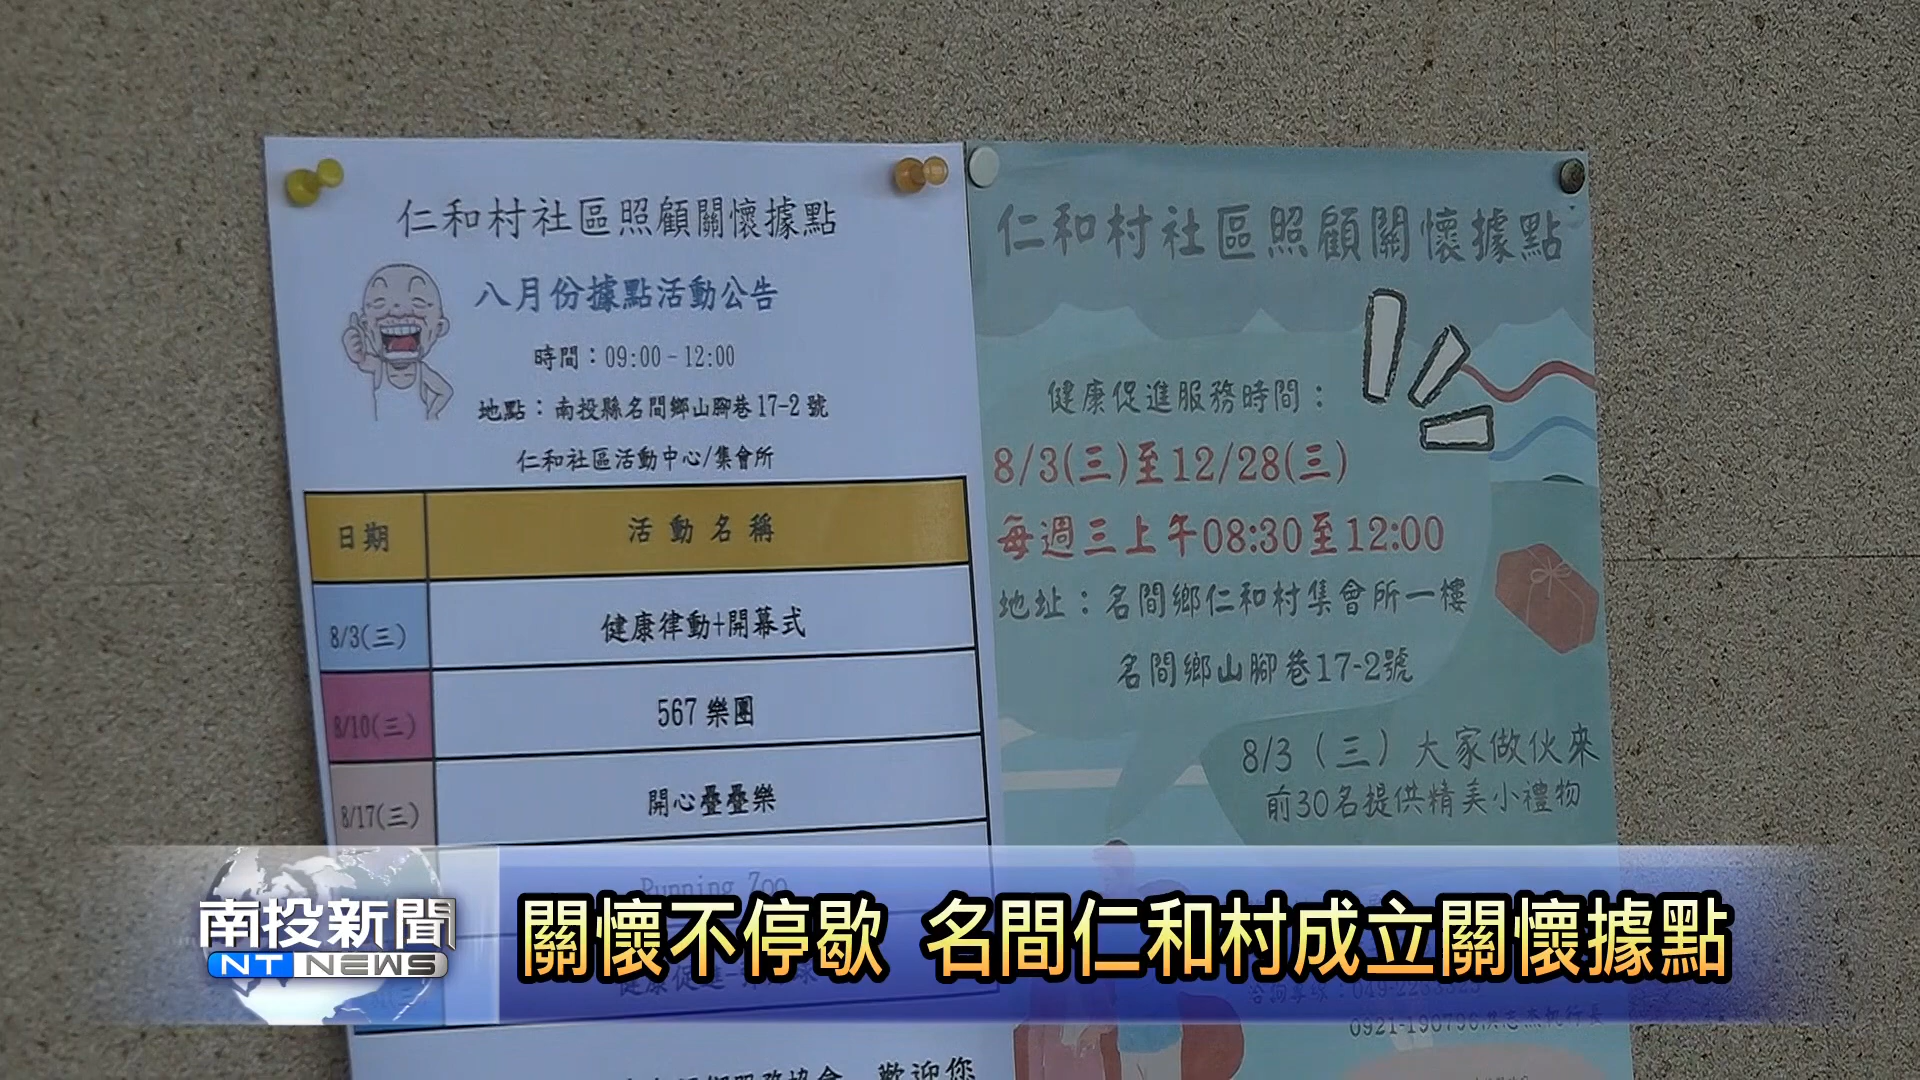 仁和村社區照顧關懷據點
八月份據點活動公告
時間：09:00-12:00
地點：南投縣名間鄉山腳巷17-2號
仁和社區活動中心/集會所
日期 活動名稱
8/3(三) 健康律動+開幕式
8/10(三) 567樂團
8/17(三) 開心疊疊樂
Running Zoo
健康促進-
歡迎您
仁和村社區照顧關懷據點
健康促進服務時間：
8/3(三)至12/28(三)
每週三上午08:30至12:00
地址：名間鄉仁和村集會所一樓
名間鄉山腳巷17-2號
8/3（三）大家做伙來
前30名提供精美小禮物
南投新聞
NT NEWS
關懷不停歇 名間仁和村成立關懷據點